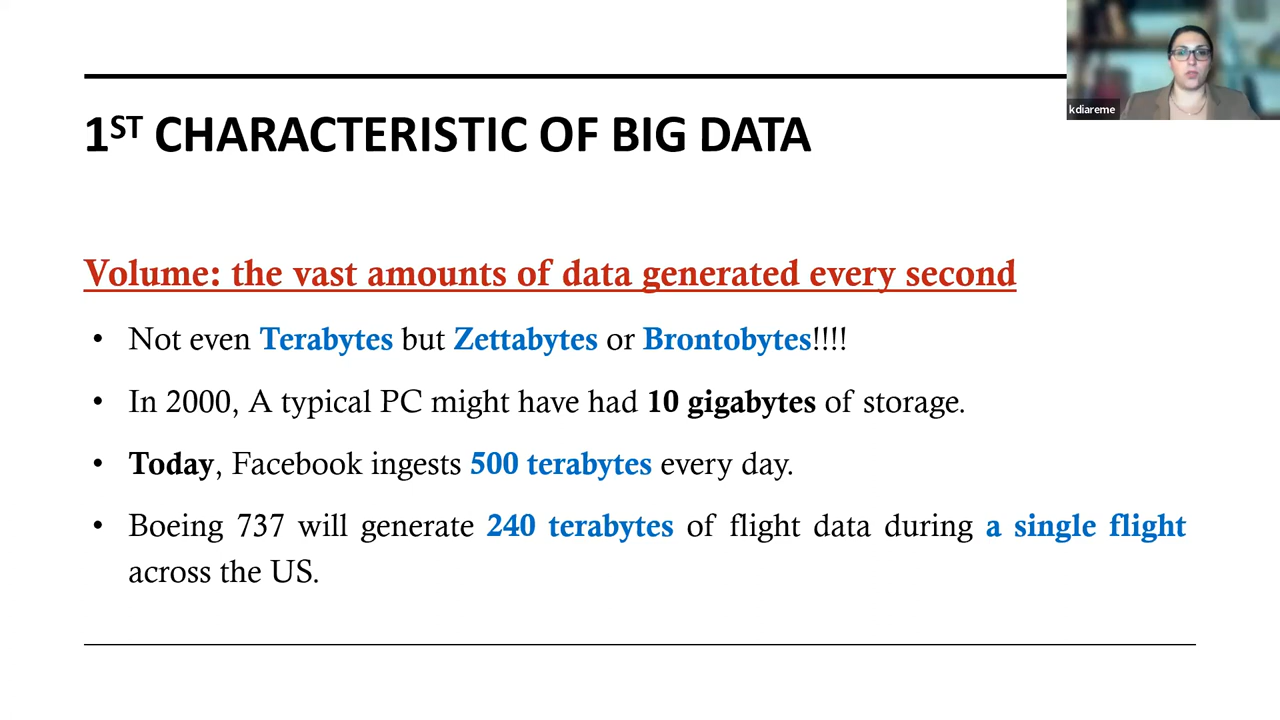 kdiareme
1ST CHARACTERISTIC OF BIG DATA
Volume: the vast amounts of data generated every second
• Not even Terabytes but Zettabytes or Brontobytes!!!!
• In 2000, A typical PC might have had 10 gigabytes of storage.
• Today, Facebook ingests 500 terabytes every day.
• Boeing 737 will generate 240 terabytes of flight data during a single flight
across the US.